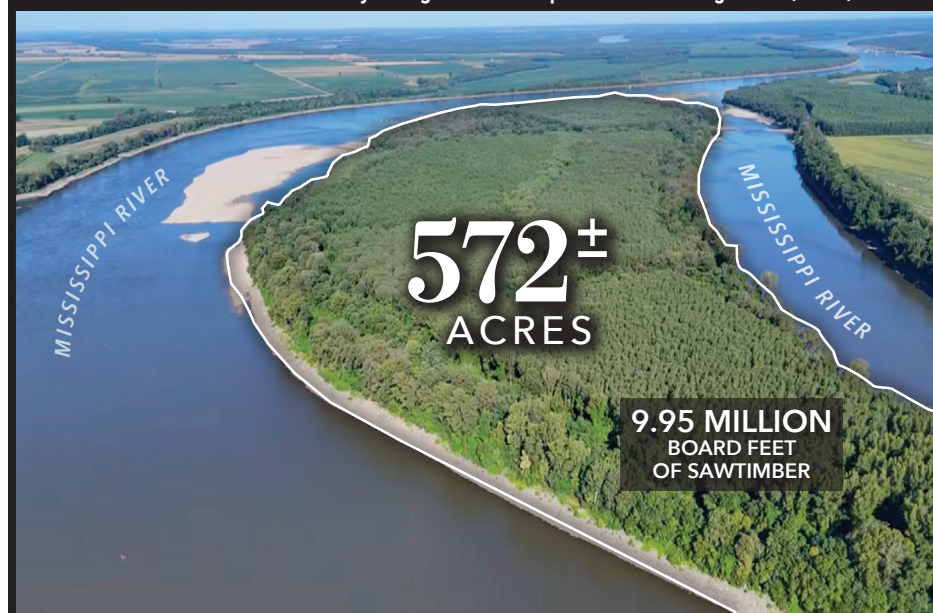 MISSISSIPPI RIVER
MISSISSIPPI RIVER
572±
ACRES
9.95 MILLION
BOARD FEET
OF SAWTIMBER